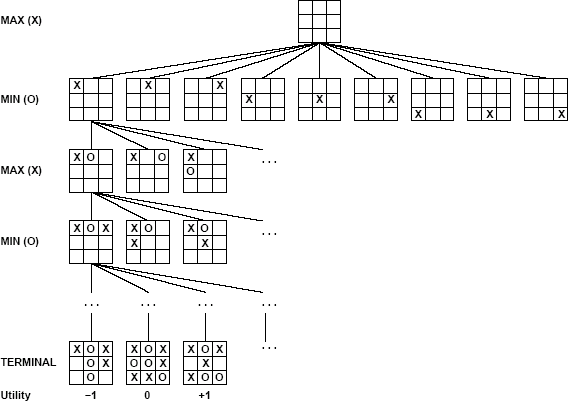 MAX (X)
X X X
MIN (O) X X X
X X X
X O X O X
MAX (X) O ...
X O X X O X O
MIN (O) X X ...
... ... ... ...
X O X X O X X O X ...
TERMINAL O X O O X X
O X X O X O O
Utility −1 0 +1